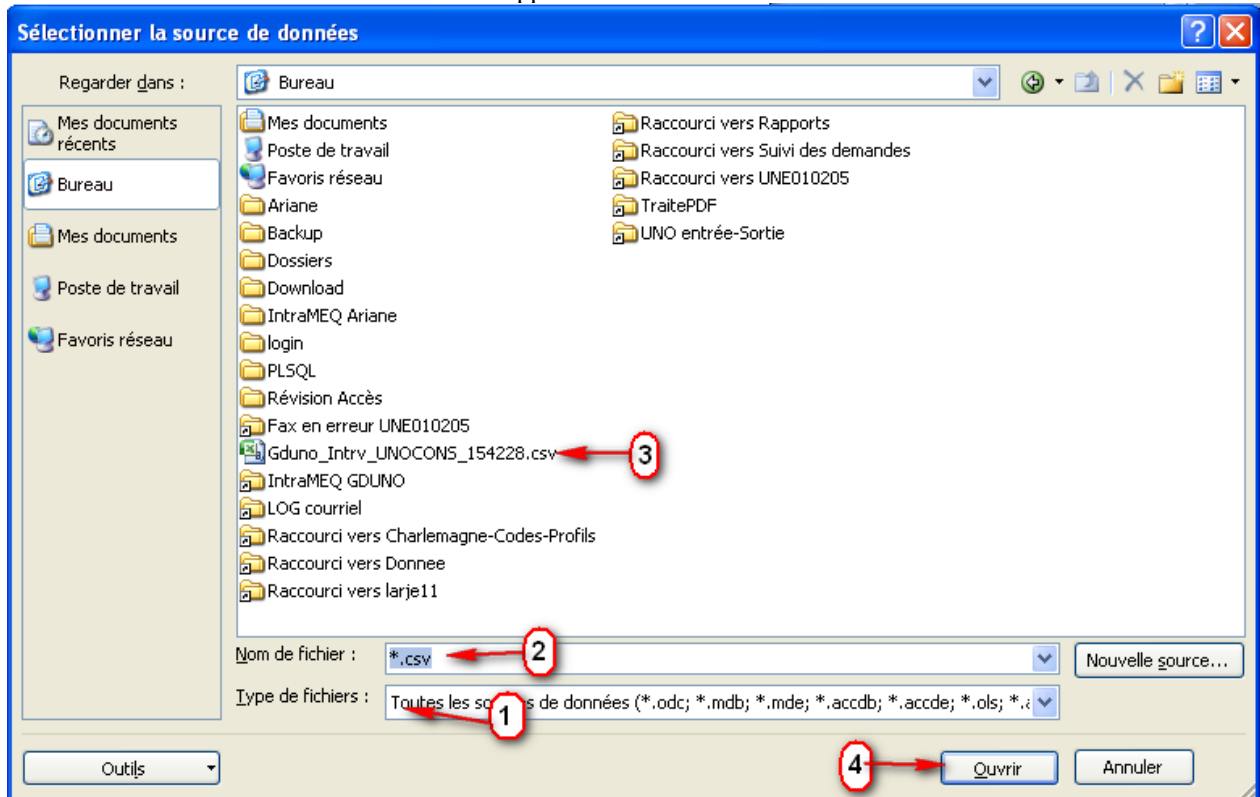 Sélectionner la source de données
Regarder dans :
Bureau
Mes documents
récents
Bureau
Mes documents
Poste de travail
Favoris réseau
Mes documents
Poste de travail
Favoris réseau
Ariane
Backup
Dossiers
Download
IntraMEQ Ariane
login
PLSQL
Révision Accès
Fax en erreur UNE010205
Gduno_Intrv_UNOCONS_154228.csv
3
IntraMEQ GDUNO
LOG courriel
Raccourci vers Charlemagne-Codes-Profils
Raccourci vers Donnee
Raccourci vers larje11
Raccourci vers Rapports
Raccourci vers Suivi des demandes
Raccourci vers UNE010205
TraitePDF
UNO entrée-Sortie
Nom de fichier :
*.csv
2
Nouvelle source...
Type de fichiers :
Toutes les de données (*.odc; *.mdb; *.mde; *.accdb; *.accde; *.ols;
1
Outils
4
Ouvrir
Annuler